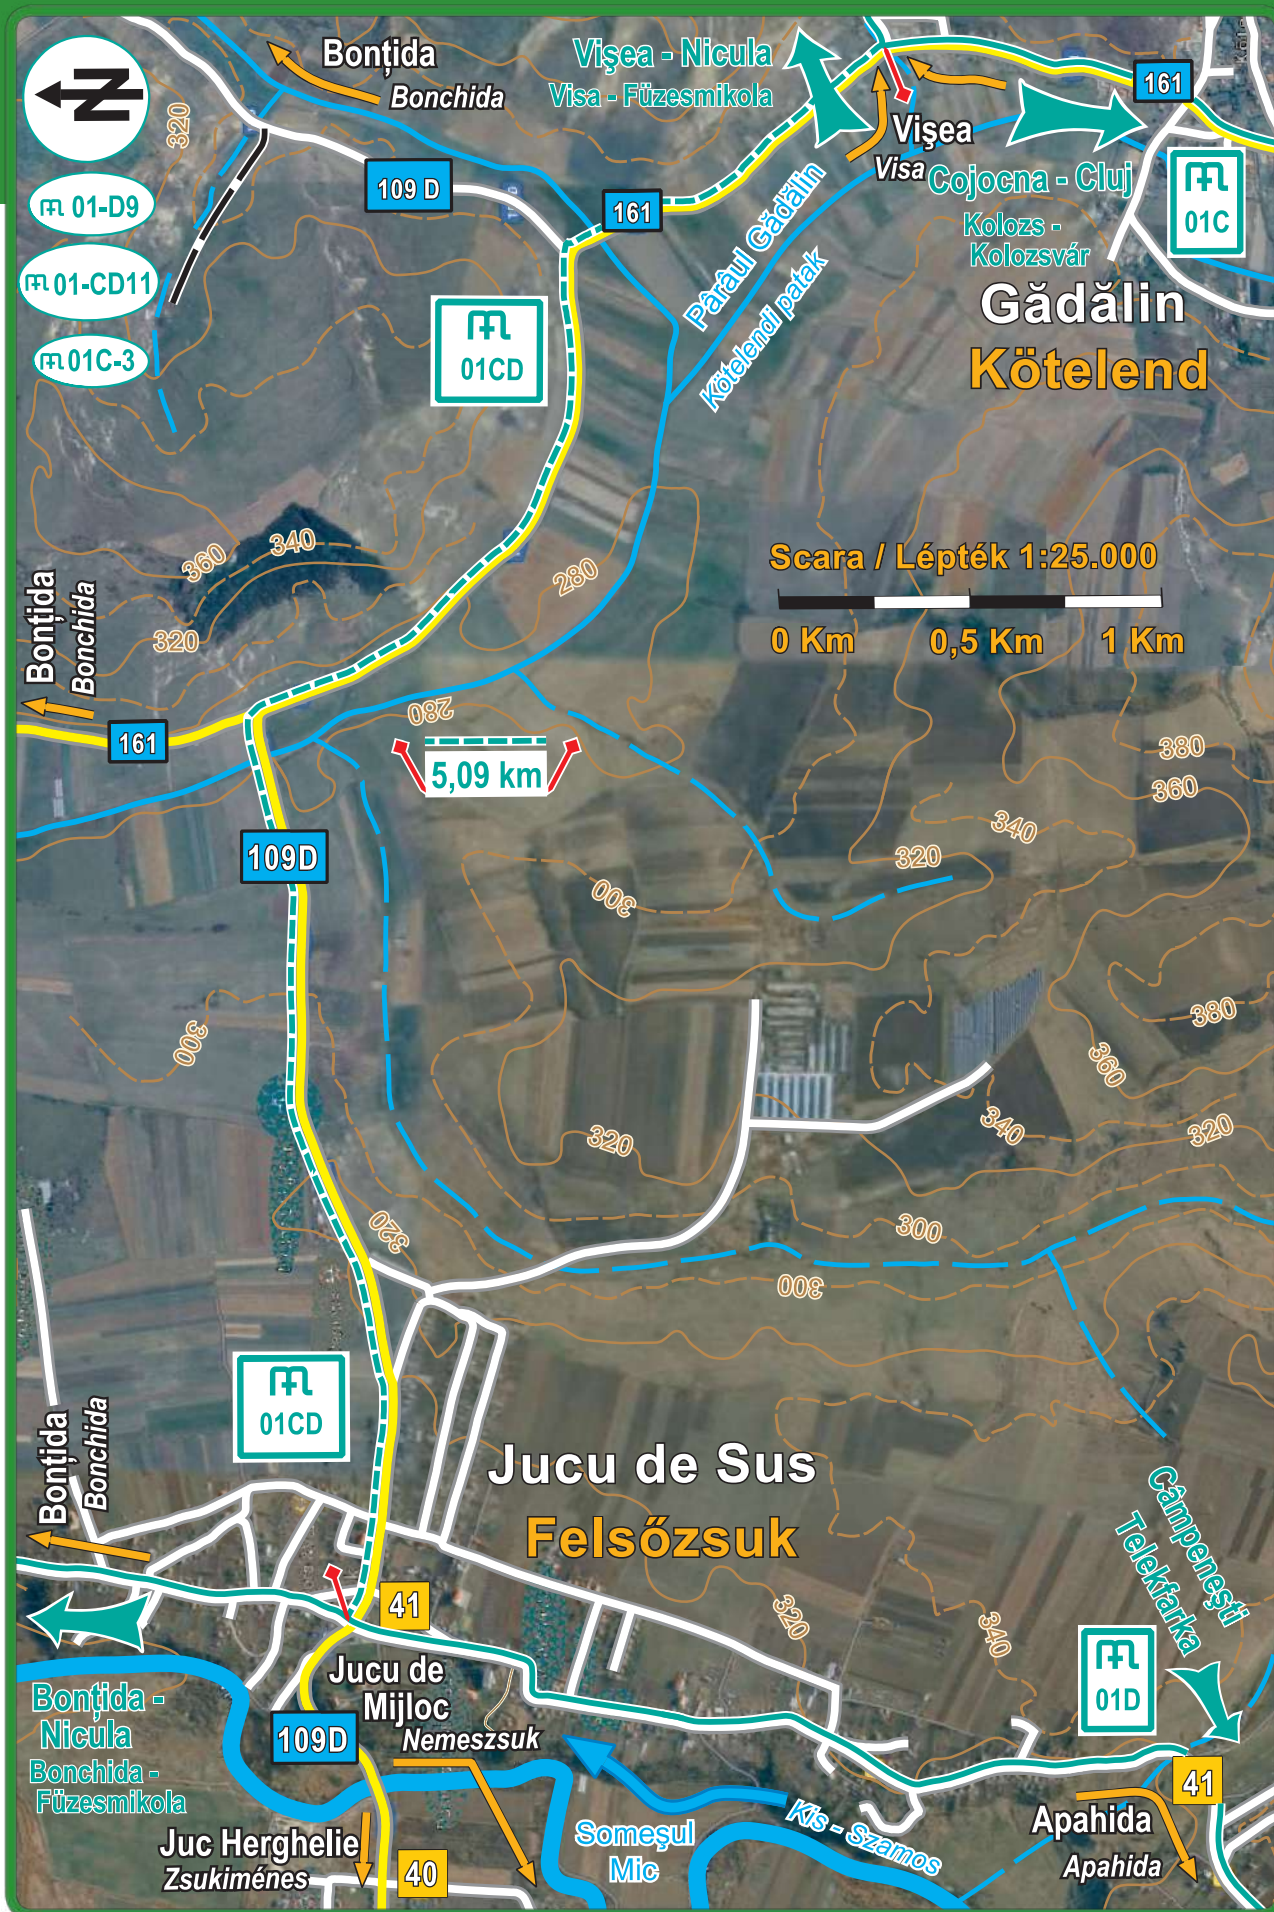 N
01-D9
01-CD11
01C-3
320
Bonțida
Bonchida
Vișea - Nicula
Visa - Füzesmikola
161
Vișea
Visa
Cojocna - Cluj
Kolozs -
Kolozsvár
01C
109 D
161
Pârâul Gădălin
Kötelendi patak
Gădălin
Kötelend
01CD
360
340
320
280
Scara / Lépték 1:25.000
0 Km
0,5 Km
1 Km
Bonțida
Bonchida
161
280
5,09 km
380
360
340
320
109D
300
300
380
360
340
320
320
320
300
300
01CD
Bonțida
Bonchida
Jucu de Sus
Felsőzsuk
Câmpenești
Telekfarka
41
320
340
01D
Jucu de
Mijloc
Nemeszsuk
Bonțida -
Nicula
Bonchida -
Füzesmikola
109D
41
Juc Herghelie
Zsukiménes
40
Someșul
Mic
Kis - Szamos
Apahida
Apahida